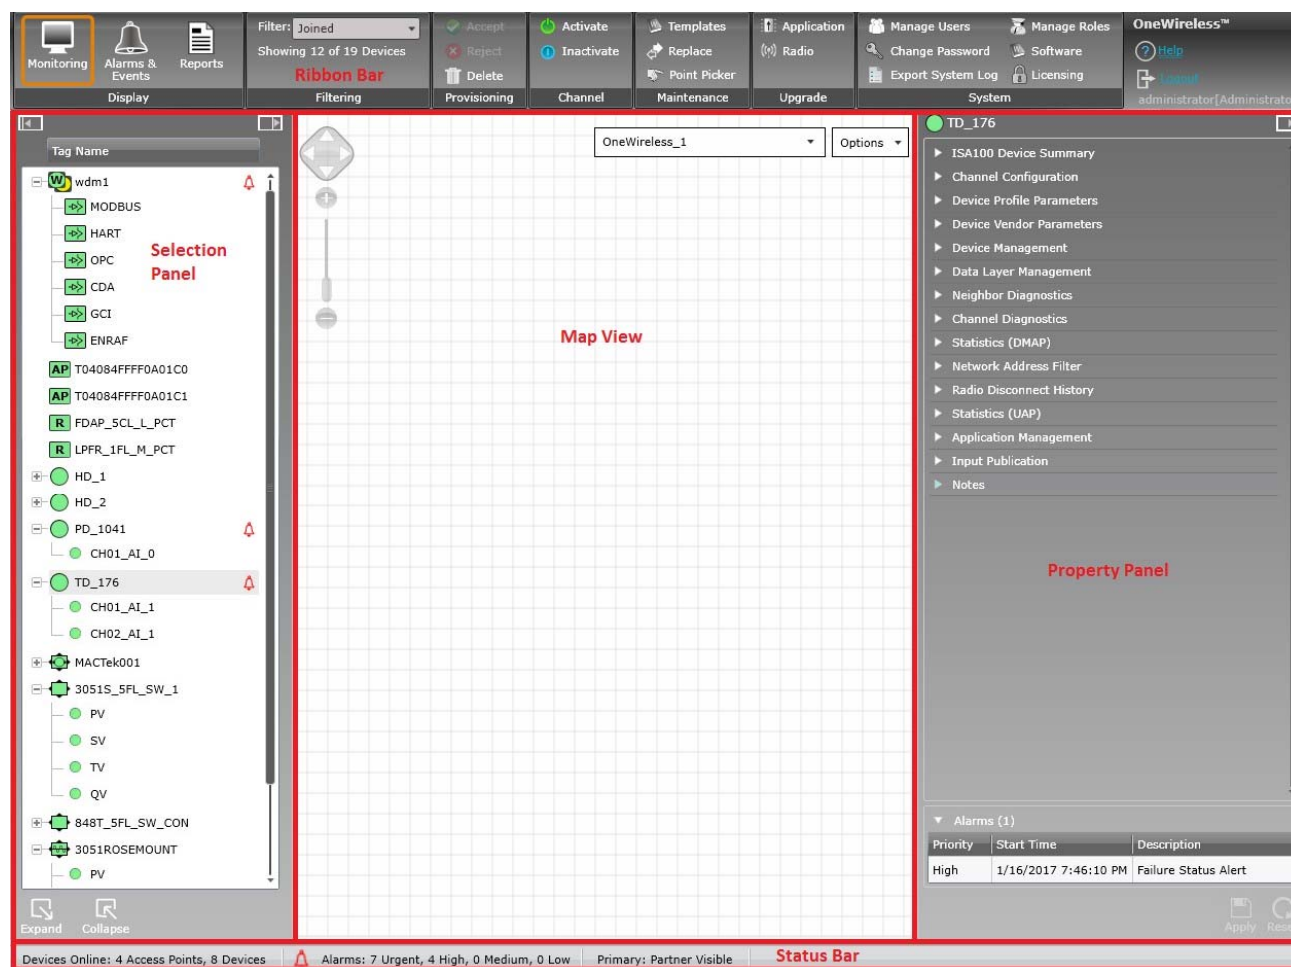 Monitoring
Alarms & Events
Reports
Display
Filter: Joined
Showing 12 of 19 Devices
Ribbon Bar
Filtering
Accept
Reject
Delete
Provisioning
Activate
Inactivate
Channel
Templates
Replace
Point Picker
Maintenance
Application
Radio
Upgrade
Manage Users
Change Password
Export System Log
Manage Roles
Software
Licensing
System
OneWireless™
Help
Logout
administrator[Administrato
Tag Name
wdm1
MODBUS
HART
OPC
CDA
GCI
ENRAF
Selection Panel
T04084FFFF0A01C0
T04084FFFF0A01C1
FDAP_5CL_L_PCT
LPFR_1FL_M_PCT
HD_1
HD_2
PD_1041
CH01_AI_0
TD_176
CH01_AI_1
CH02_AI_1
MACTek001
3051S_5FL_SW_1
PV
SV
TV
QV
848T_5FL_SW_CON
3051ROSEMOUNT
PV
Expand
Collapse
OneWireless_1
Options
Map View
TD_176
ISA100 Device Summary
Channel Configuration
Device Profile Parameters
Device Vendor Parameters
Device Management
Data Layer Management
Neighbor Diagnostics
Channel Diagnostics
Statistics (DMAP)
Network Address Filter
Radio Disconnect History
Statistics (UAP)
Application Management
Input Publication
Notes
Property Panel
Alarms (1)
Priority Start Time Description
High 1/16/2017 7:46:10 PM Failure Status Alert
Apply
Rese
Devices Online: 4 Access Points, 8 Devices
Alarms: 7 Urgent, 4 High, 0 Medium, 0 Low
Primary: Partner Visible
Status Bar